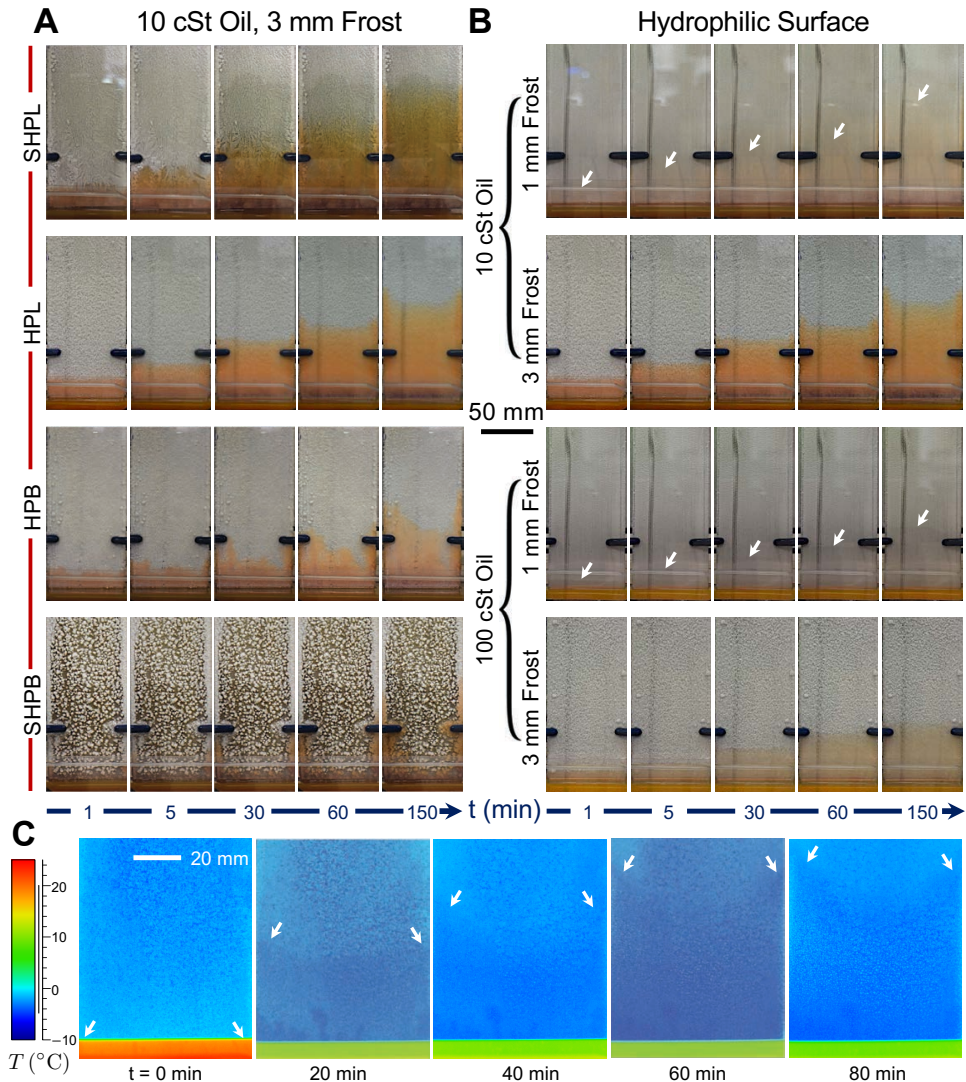 A
10 cSt Oil, 3 mm Frost
B
Hydrophilic Surface
SHPL
HPL
HPB
SHPB
10 cSt Oil
1 mm Frost
3 mm Frost
50 mm
100 cSt Oil
1 mm Frost
3 mm Frost
1 5 30 60 150 t (min) 1 5 30 60 150
C
20 mm
20
10
0
−10
T (°C)
t = 0 min 20 min 40 min 60 min 80 min